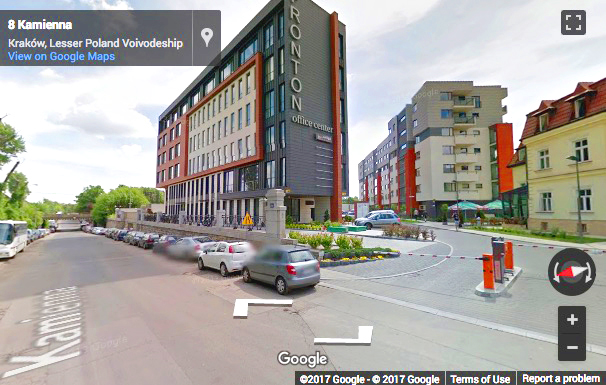 8 Kamienna
Kraków, Lesser Poland Voivodeship
View on Google Maps
FRONTON
office center
Kamienna
Google
©2017 Google - © 2017 Google
Terms of Use
Report a problem
+
−